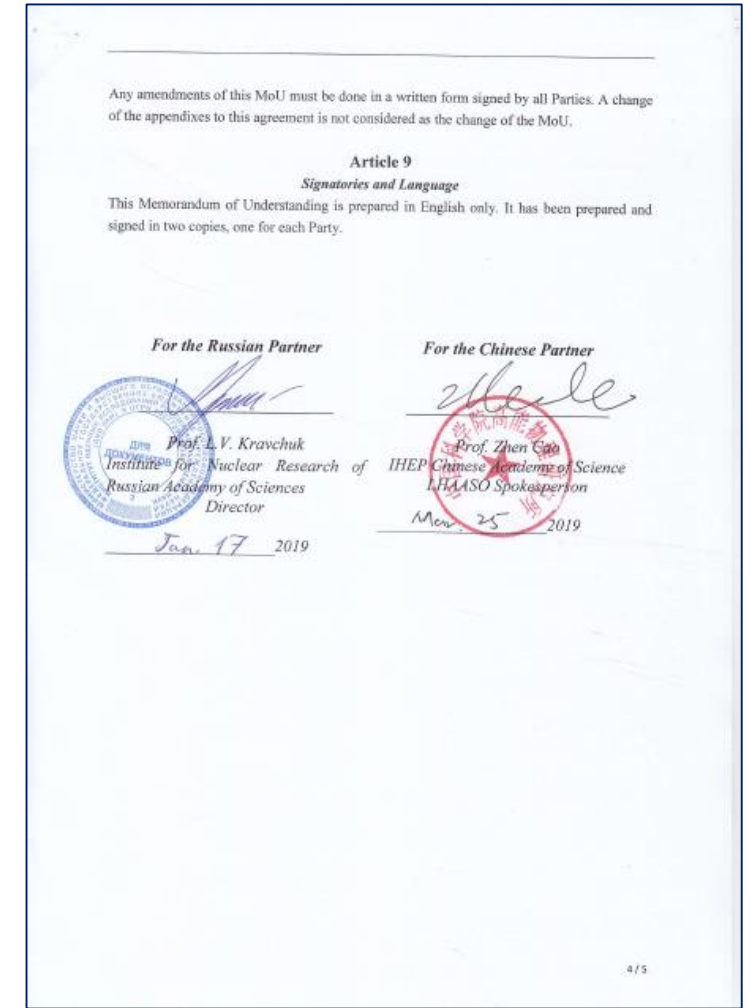 Any amendments of this MoU must be done in a written form signed by all Parties. A change
of the appendixes to this agreement is not considered as the change of the MoU.
Article 9
Signatories and Language
This Memorandum of Understanding is prepared in English only. It has been prepared and
signed in two copies, one for each Party.
For the Russian Partner
Prof. L.V. Kravchuk
Institute for Nuclear Research of
Russian Academy of Sciences
Director
Jan. 17 2019
ДЛЯ
ДОКУМЕНТОВ
For the Chinese Partner
Prof. Zhen Cao
IHEP Chinese Academy of Science
LHAASO Spokesperson
25 2019
4/5